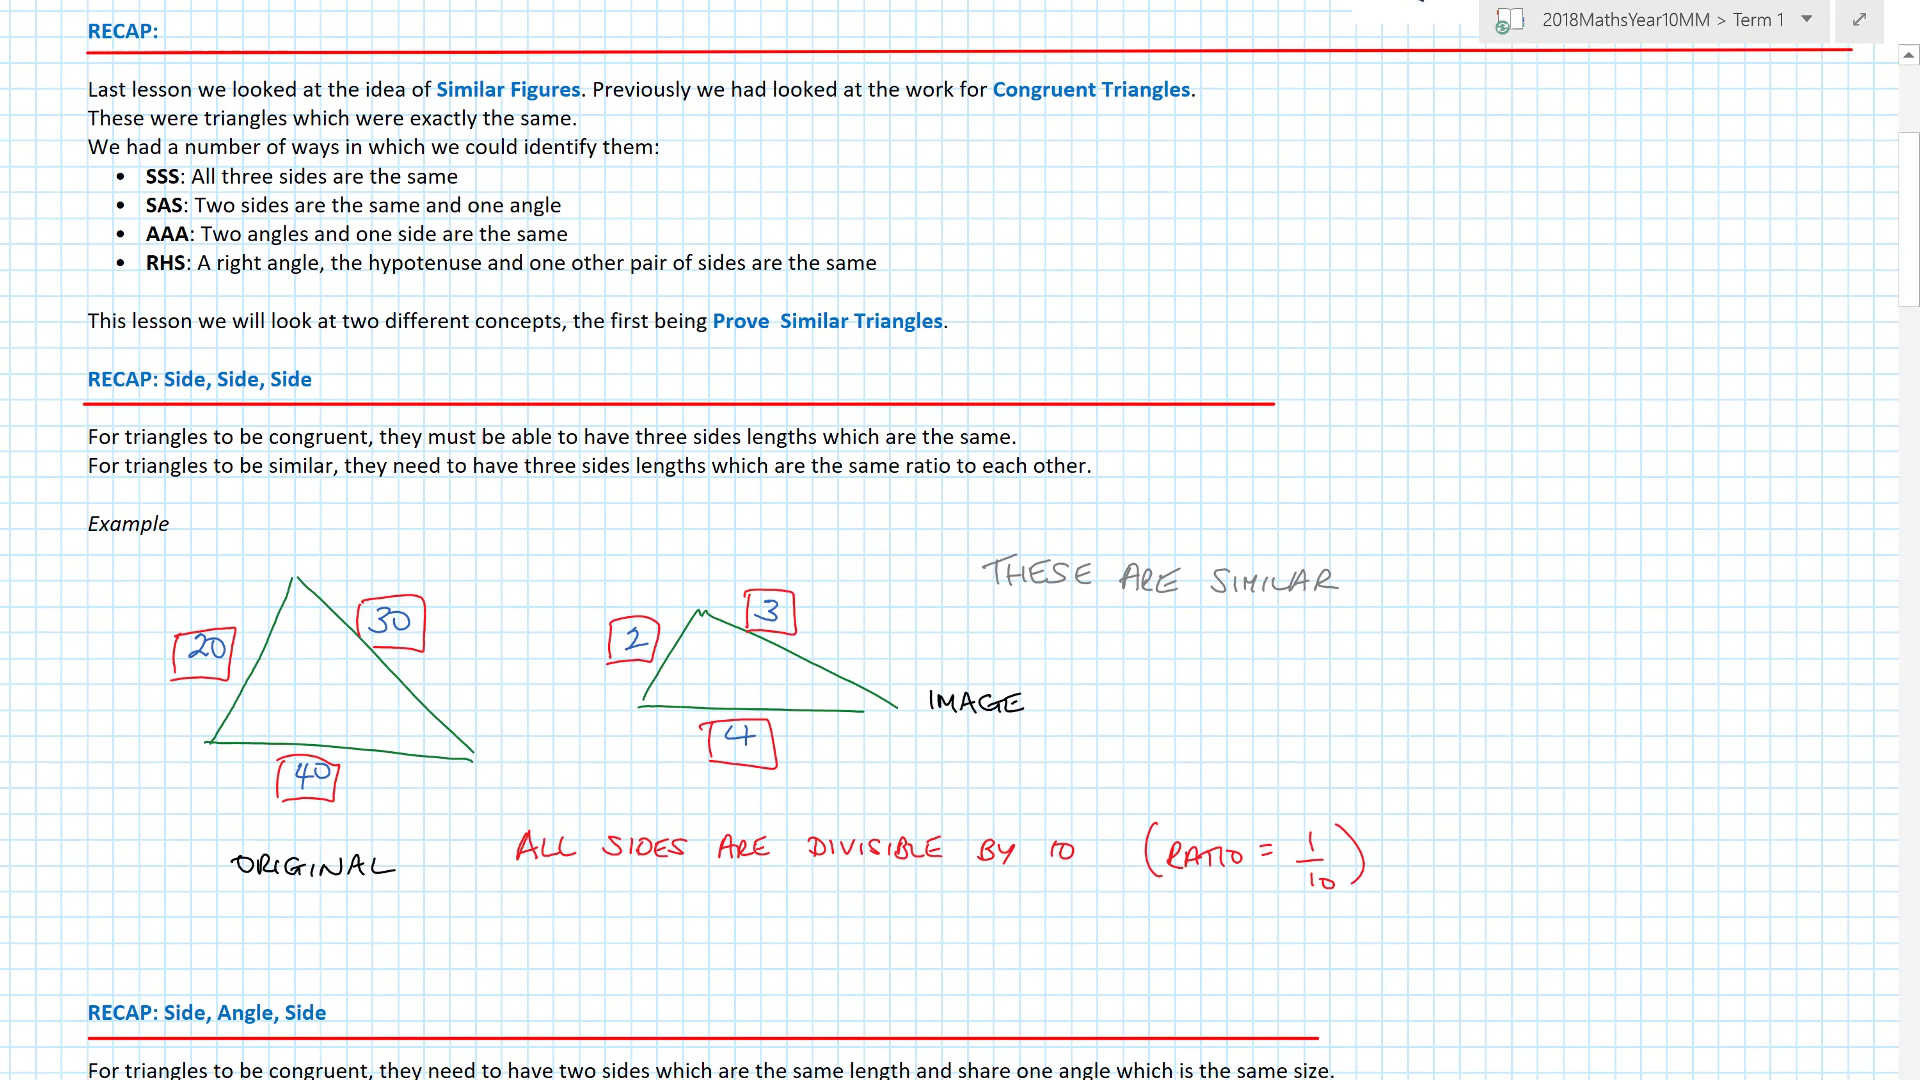 2018MathsYear10MM > Term 1
RECAP:
Last lesson we looked at the idea of Similar Figures. Previously we had looked at the work for Congruent Triangles.
These were triangles which were exactly the same.
We had a number of ways in which we could identify them:
• SSS: All three sides are the same
• SAS: Two sides are the same and one angle
• AAA: Two angles and one side are the same
• RHS: A right angle, the hypotenuse and one other pair of sides are the same
This lesson we will look at two different concepts, the first being Prove  Similar Triangles.
RECAP: Side, Side, Side
For triangles to be congruent, they must be able to have three sides lengths which are the same.
For triangles to be similar, they need to have three sides lengths which are the same ratio to each other.
Example
THESE ARE SIMILAR
20
30
40
ORIGINAL
2
3
4
IMAGE
ALL SIDES ARE DIVISIBLE BY 10 (RATIO = 1/10)
RECAP: Side, Angle, Side
For triangles to be congruent, they need to have two sides which are the same length and share one angle which is the same size.